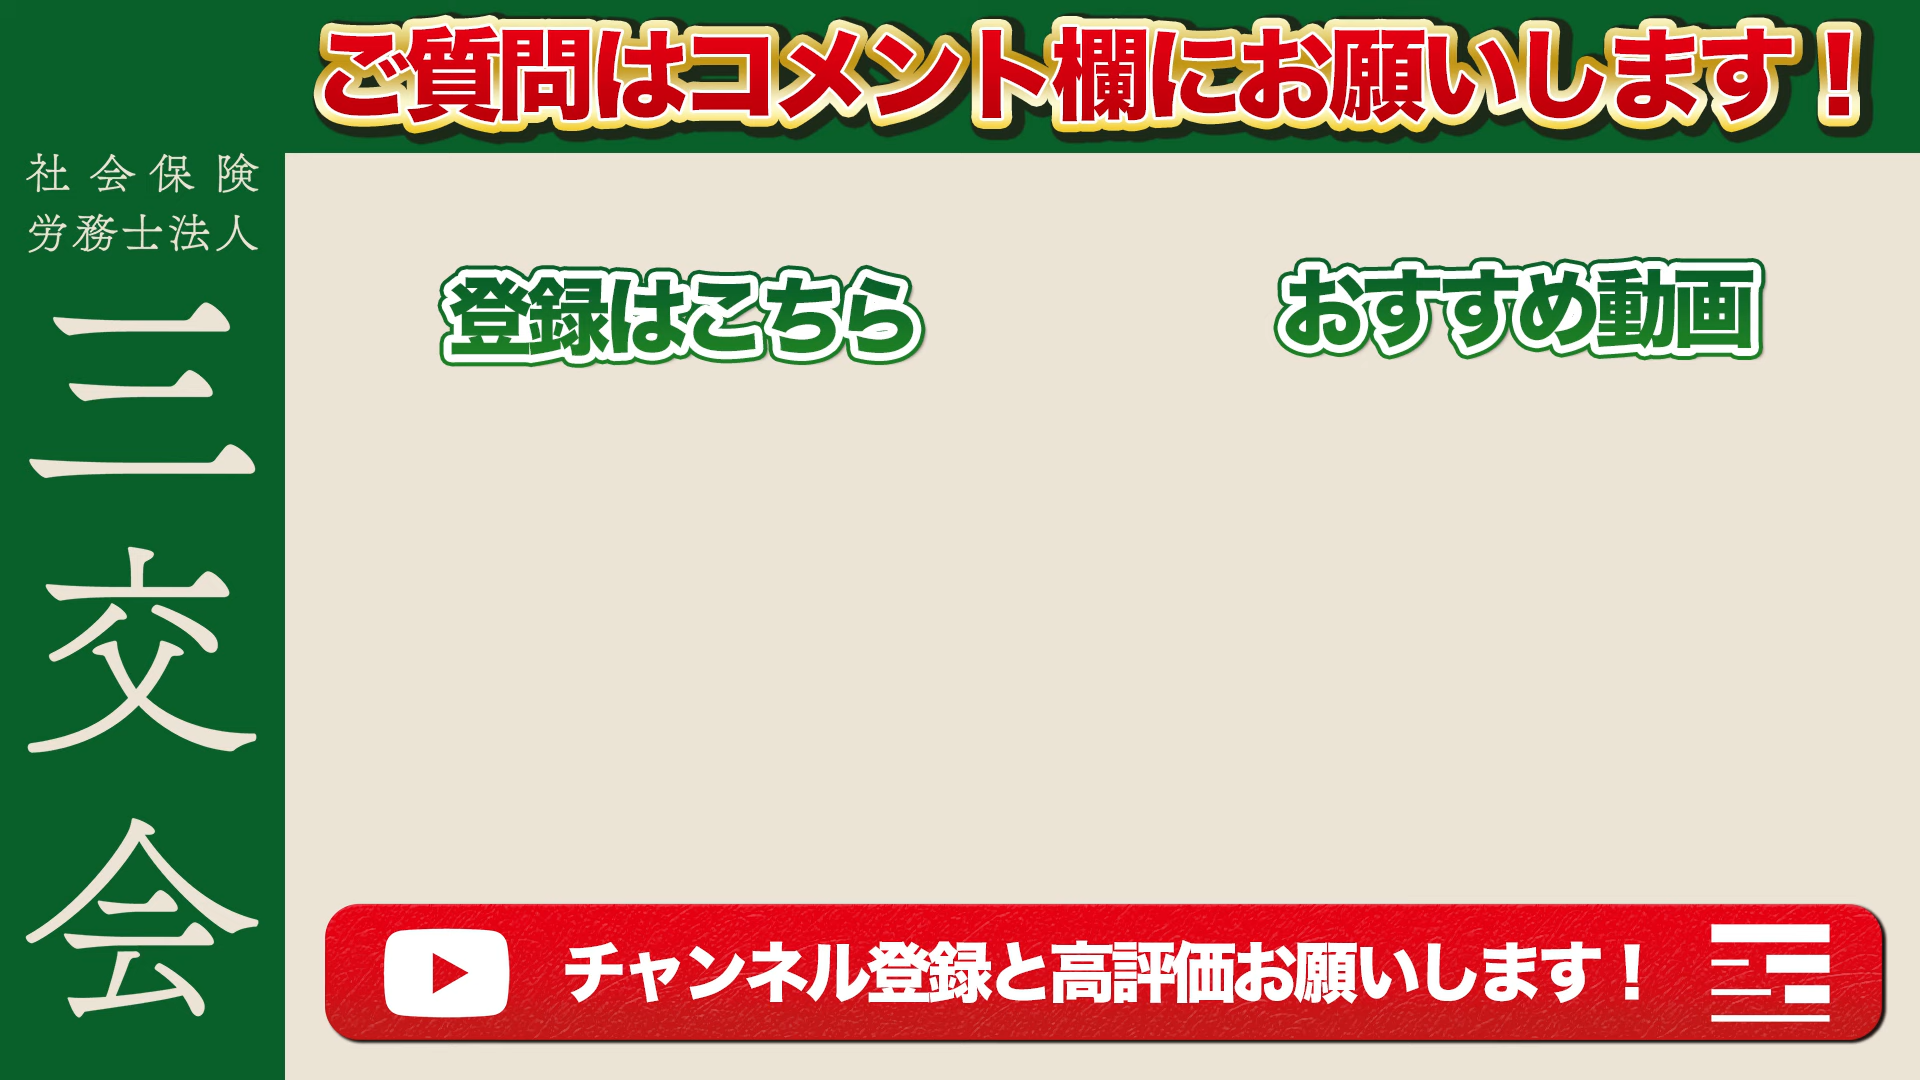 ご質問はコメント欄にお願いします！
社会保険
労務士法人
三交会
登録はこちら
おすすめ動画
チャンネル登録と高評価お願いします！